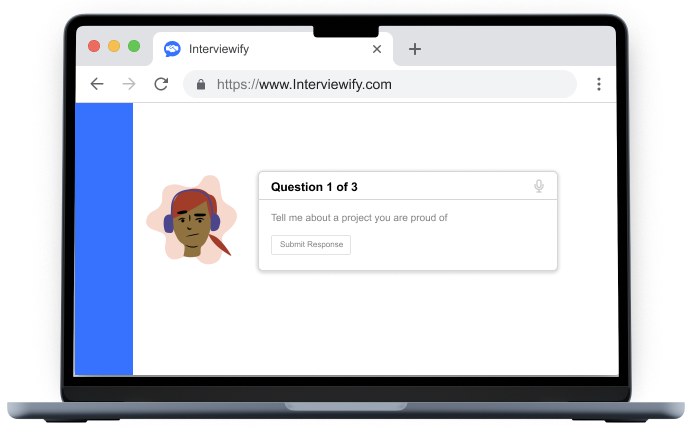 Interviewify
https://www.Interviewify.com
Question 1 of 3
Tell me about a project you are proud of
Submit Response